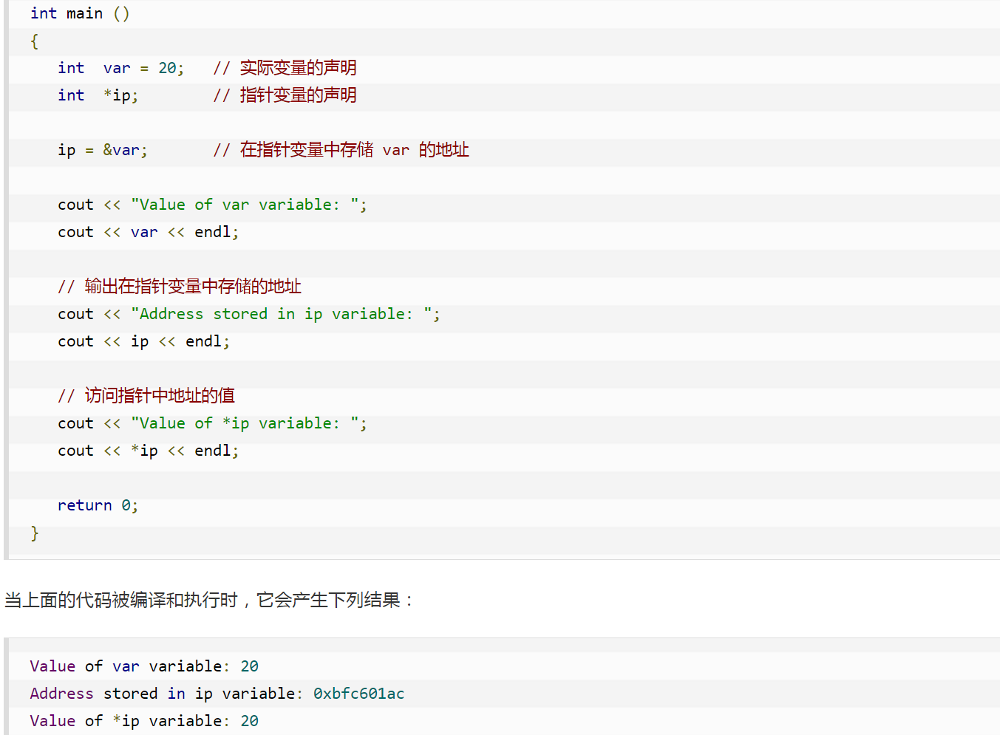 int main ()
{
   int  var = 20;   // 实际变量的声明
   int  *ip;        // 指针变量的声明

   ip = &var;       // 在指针变量中存储 var 的地址

   cout << "Value of var variable: ";
   cout << var << endl;

   // 输出在指针变量中存储的地址
   cout << "Address stored in ip variable: ";
   cout << ip << endl;

   // 访问指针中地址的值
   cout << "Value of *ip variable: ";
   cout << *ip << endl;

   return 0;
}
当上面的代码被编译和执行时，它会产生下列结果：
Value of var variable: 20
Address stored in ip variable: 0xbfc601ac
Value of *ip variable: 20